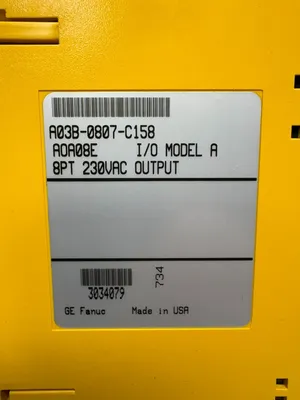 A03B-0807-C158
AOA08E I/O MODEL A
8PT 230VAC OUTPUT
734
3034079
GE Fanuc Made in USA